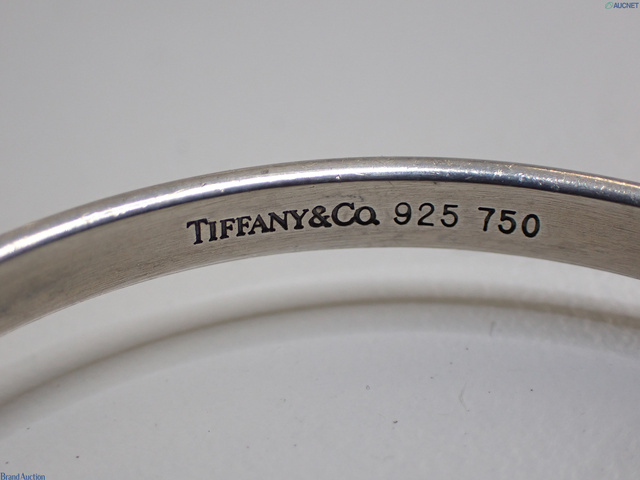 AUCNET
TIFFANY&CO. 925 750
Brand Auction